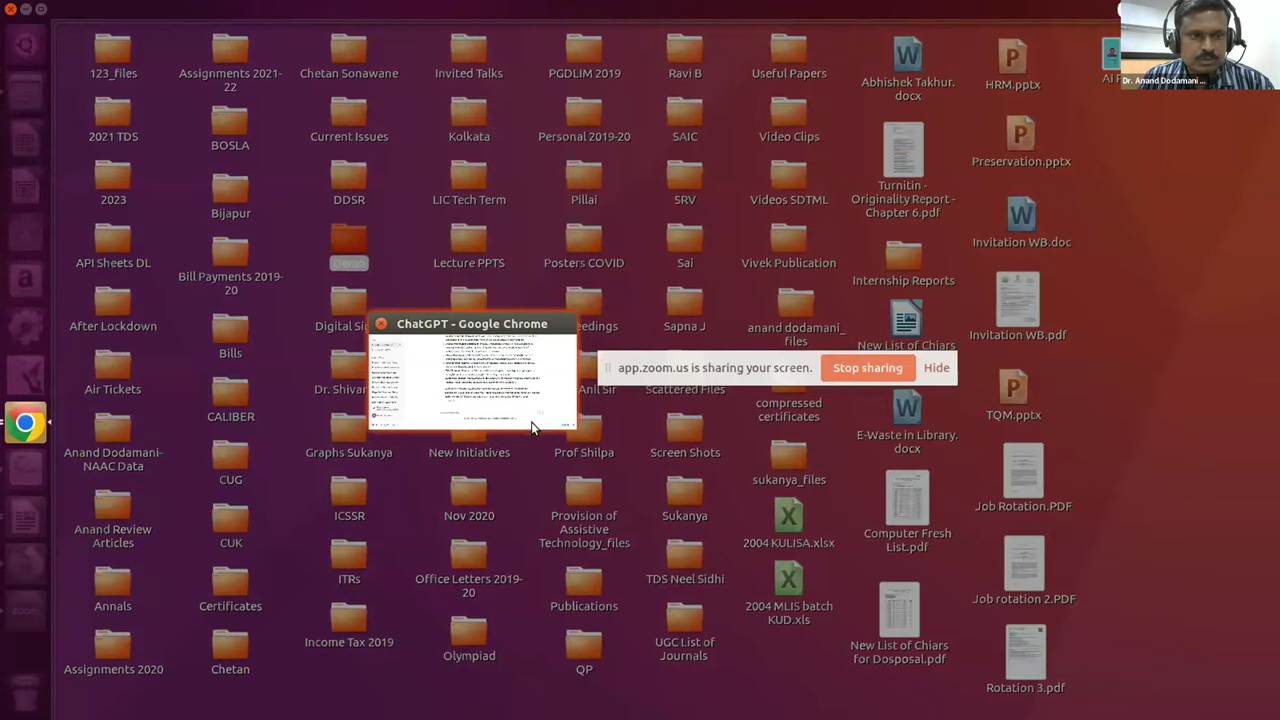 123_files
Assignments 2021-
22
Chetan Sonawane
Invited Talks
PGDLIM 2019
Ravi B
Useful Papers
Abhishek Takhur.
docx
HRM.pptx
Dr. Anand Dodamani ...
2021 TDS
BOSLA
Current Issues
Kolkata
Personal 2019-20
SAIC
Video Clips
Turnitin -
Originality Report -
Chapter 6.pdf
Preservation.pptx
2023
Bijapur
DDSR
LIC Tech Term
Pillai
SRV
Videos SDTML
Invitation WB.doc
API Sheets DL
Bill Payments 2019-
20
Demo
Lecture PPTS
Posters COVID
Sai
Vivek Publication
Internship Reports
After Lockdown
Bills
Digital Sig
ChatGPT - Google Chrome
eedings
Sapna J
anand dodamani_
files
New List of Chiars
Invitation WB.pdf
app.zoom.us is sharing your screen.
Stop sharing
Hide
Air Tickets
CALIBER
Dr. Shiva
Anil Sir
Scattered Files
compressed
certificates
E-Waste in Library.
docx
TQM.pptx
Anand Dodamani-
NAAC Data
CUG
Graphs Sukanya
New Initiatives
Prof Shilpa
Screen Shots
sukanya_files
Computer Fresh
List.pdf
Job Rotation.PDF
Anand Review
Articles
CUK
ICSSR
Nov 2020
Provision of
Assistive
Technology_files
Sukanya
2004 KULISA.xlsx
Annals
Certificates
ITRs
Office Letters 2019-
20
Publications
TDS Neel Sidhi
2004 MLIS batch
KUD.xls
New List of Chiars
for Dosposal.pdf
Job rotation 2.PDF
Assignments 2020
Chetan
Income Tax 2019
Olympiad
QP
UGC List of
Journals
Rotation 3.pdf